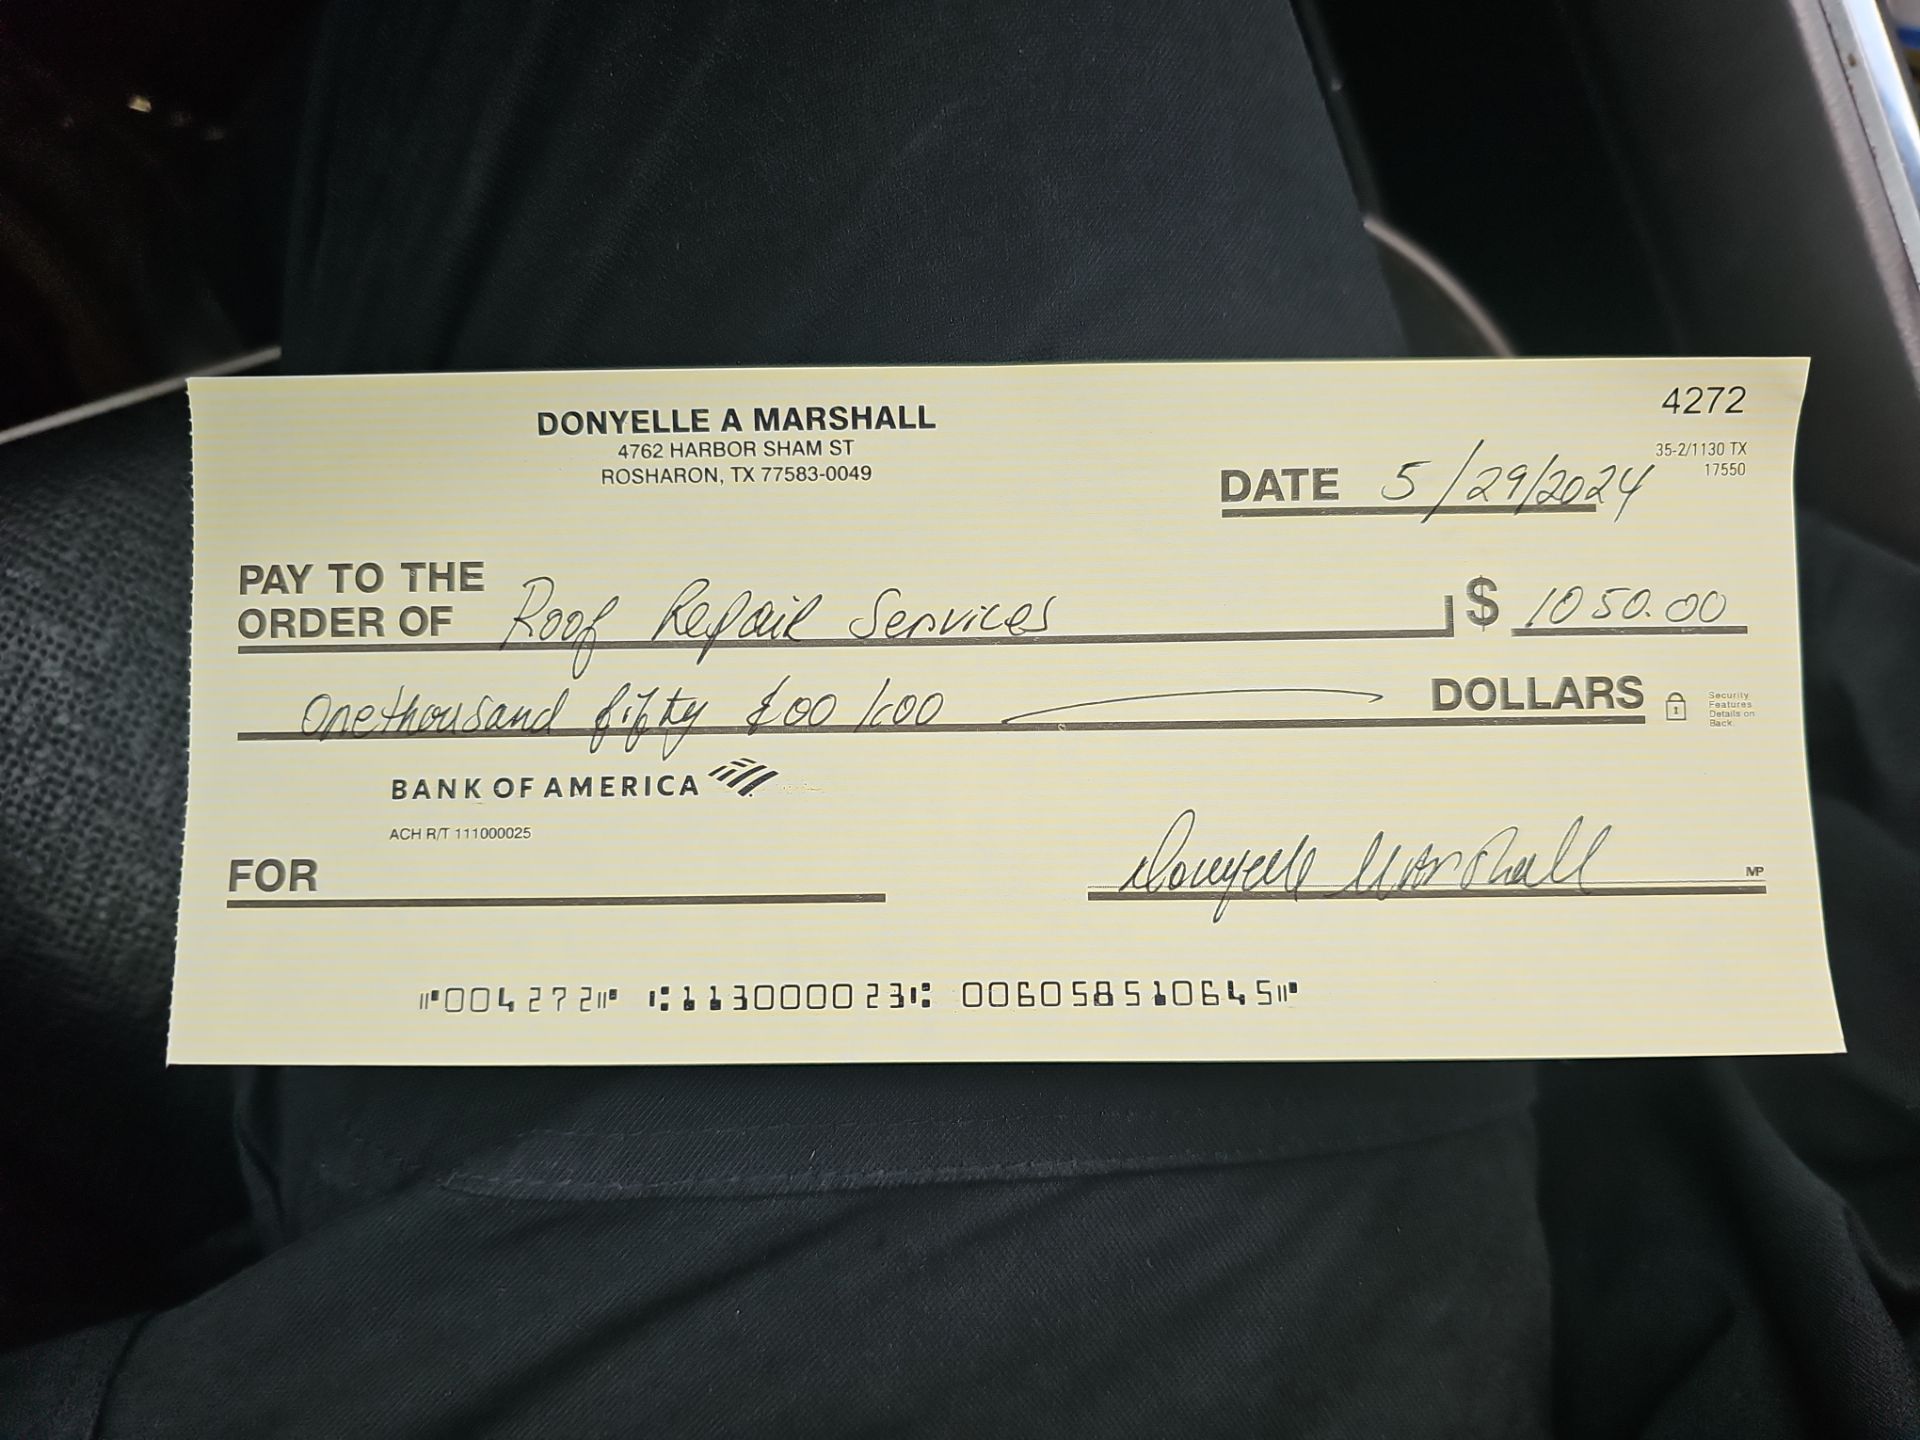 4272
DONYELLE A MARSHALL
4762 HARBOR SHAM ST
ROSHARON, TX 77583-0049
35-2/1130 TX
17550
DATE 5/29/2024
PAY TO THE
ORDER OF Roof Repair Services $ 1050.00
One thousand fifty & 00/100 DOLLARS
Security
Features
Details on
Back.
BANK OF AMERICA
ACH R/T 111000025
FOR
Donyelle Marshall
MP
⑈004272⑈ ⑆113000023⑆ 006058510645⑈